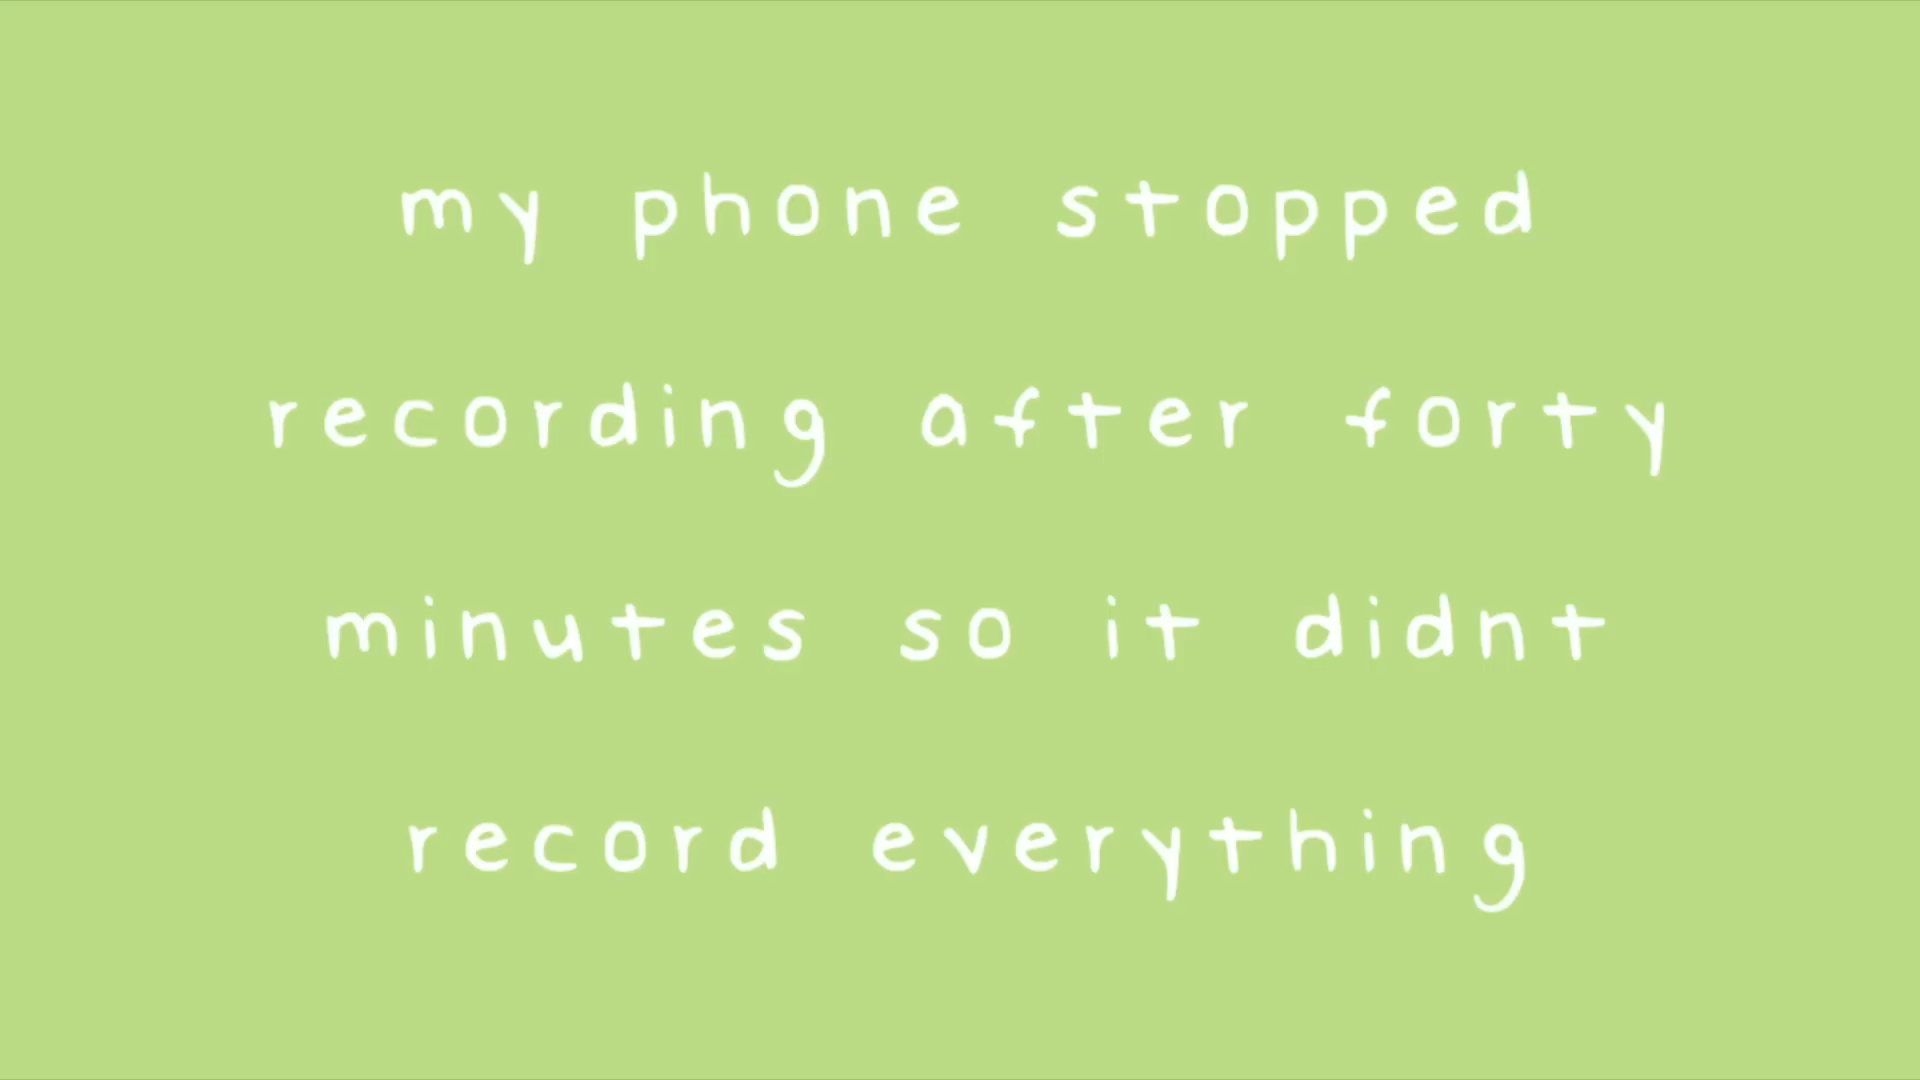 my phone stopped
recording after forty
minutes so it didnt
record everything